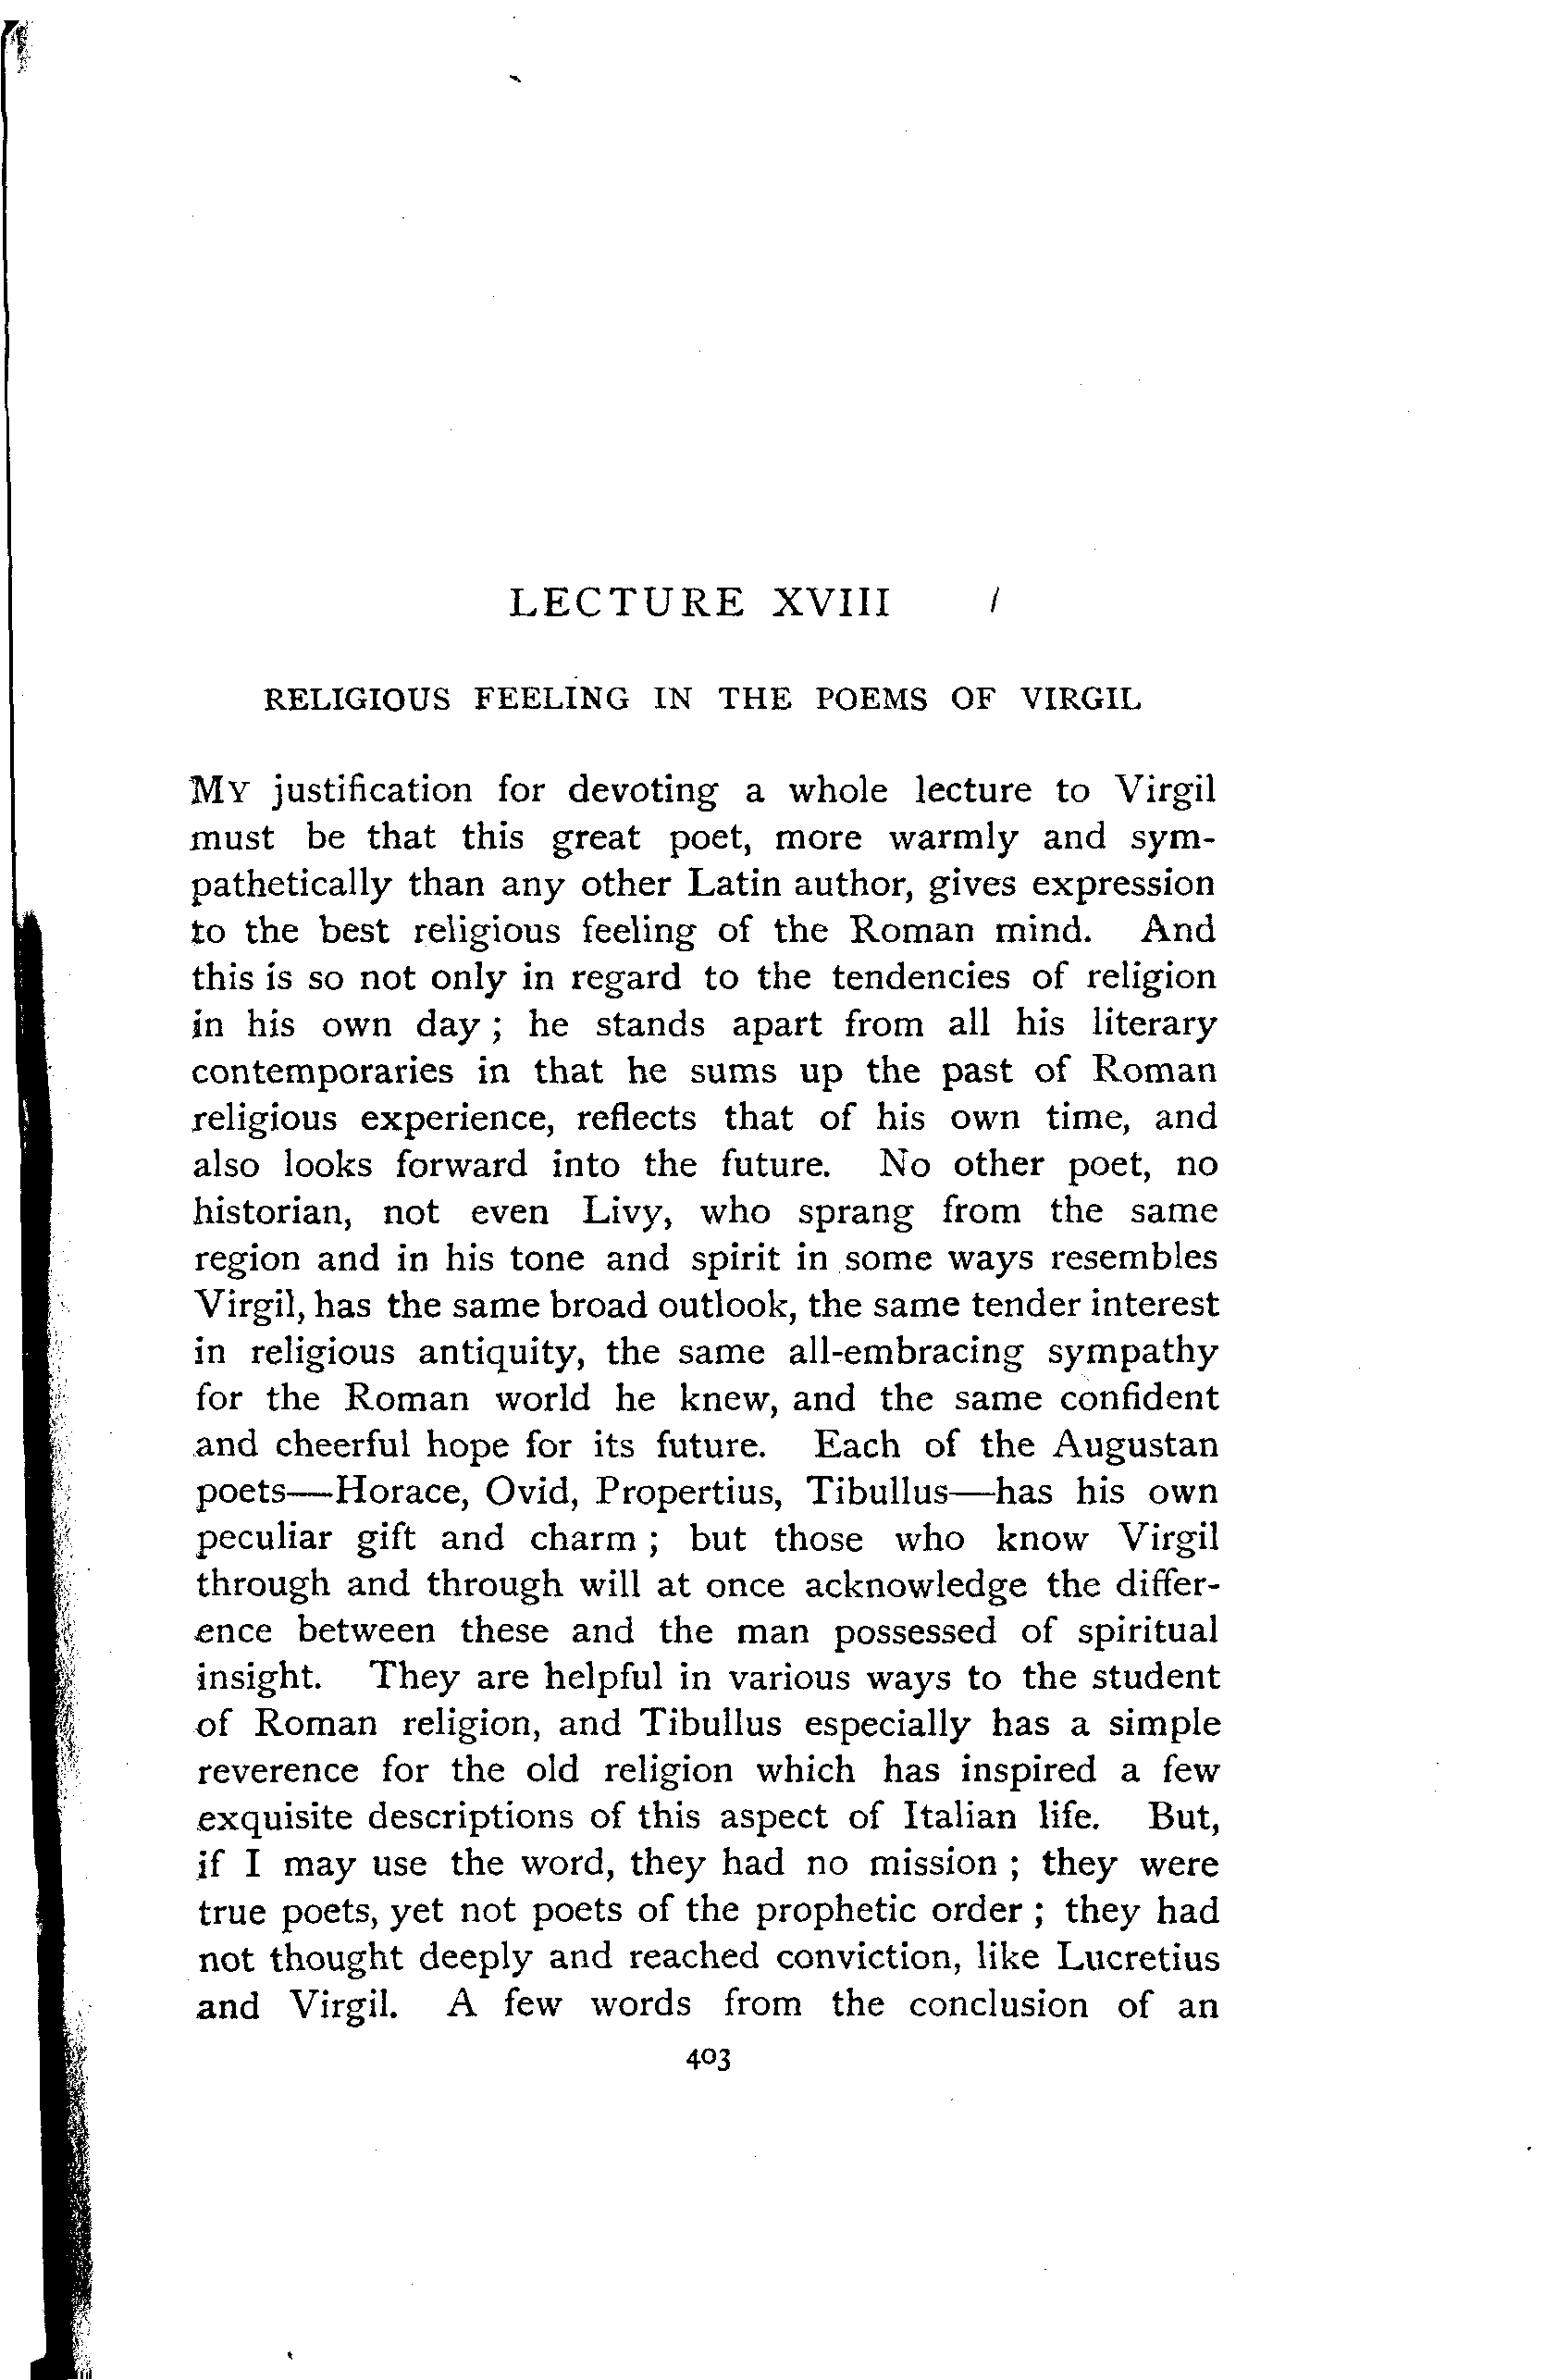 LECTURE XVIII
RELIGIOUS FEELING IN THE POEMS OF VIRGIL
MY justification for devoting a whole lecture to Virgil
must be that this great poet, more warmly and sym-
pathetically than any other Latin author, gives expression
to the best religious feeling of the Roman mind. And
this is so not only in regard to the tendencies of religion
in his own day ; he stands apart from all his literary
contemporaries in that he sums up the past of Roman
religious experience, reflects that of his own time, and
also looks forward into the future. No other poet, no
historian, not even Livy, who sprang from the same
region and in his tone and spirit in some ways resembles
Virgil, has the same broad outlook, the same tender interest
in religious antiquity, the same all-embracing sympathy
for the Roman world he knew, and the same confident
and cheerful hope for its future. Each of the Augustan
poets—Horace, Ovid, Propertius, Tibullus—has his own
peculiar gift and charm ; but those who know Virgil
through and through will at once acknowledge the differ-
ence between these and the man possessed of spiritual
insight. They are helpful in various ways to the student
of Roman religion, and Tibullus especially has a simple
reverence for the old religion which has inspired a few
exquisite descriptions of this aspect of Italian life. But,
if I may use the word, they had no mission ; they were
true poets, yet not poets of the prophetic order ; they had
not thought deeply and reached conviction, like Lucretius
and Virgil. A few words from the conclusion of an
403